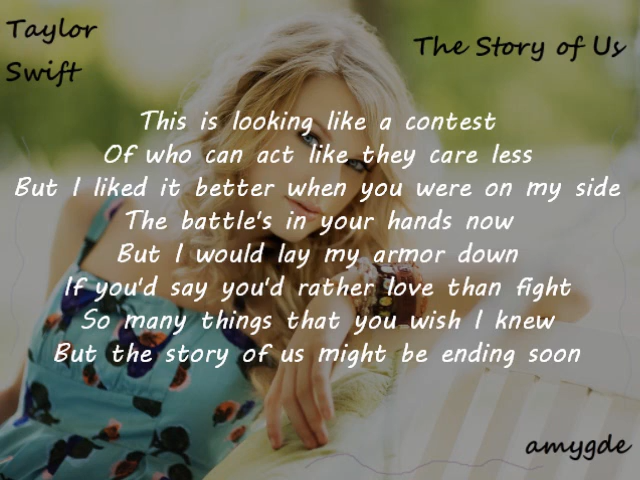 Taylor
Swift
The Story of Us
This is looking like a contest
Of who can act like they care less
But I liked it better when you were on my side
The battle's in your hands now
But I would lay my armor down
If you'd say you'd rather love than fight
So many things that you wish I knew
But the story of us might be ending soon
amygde